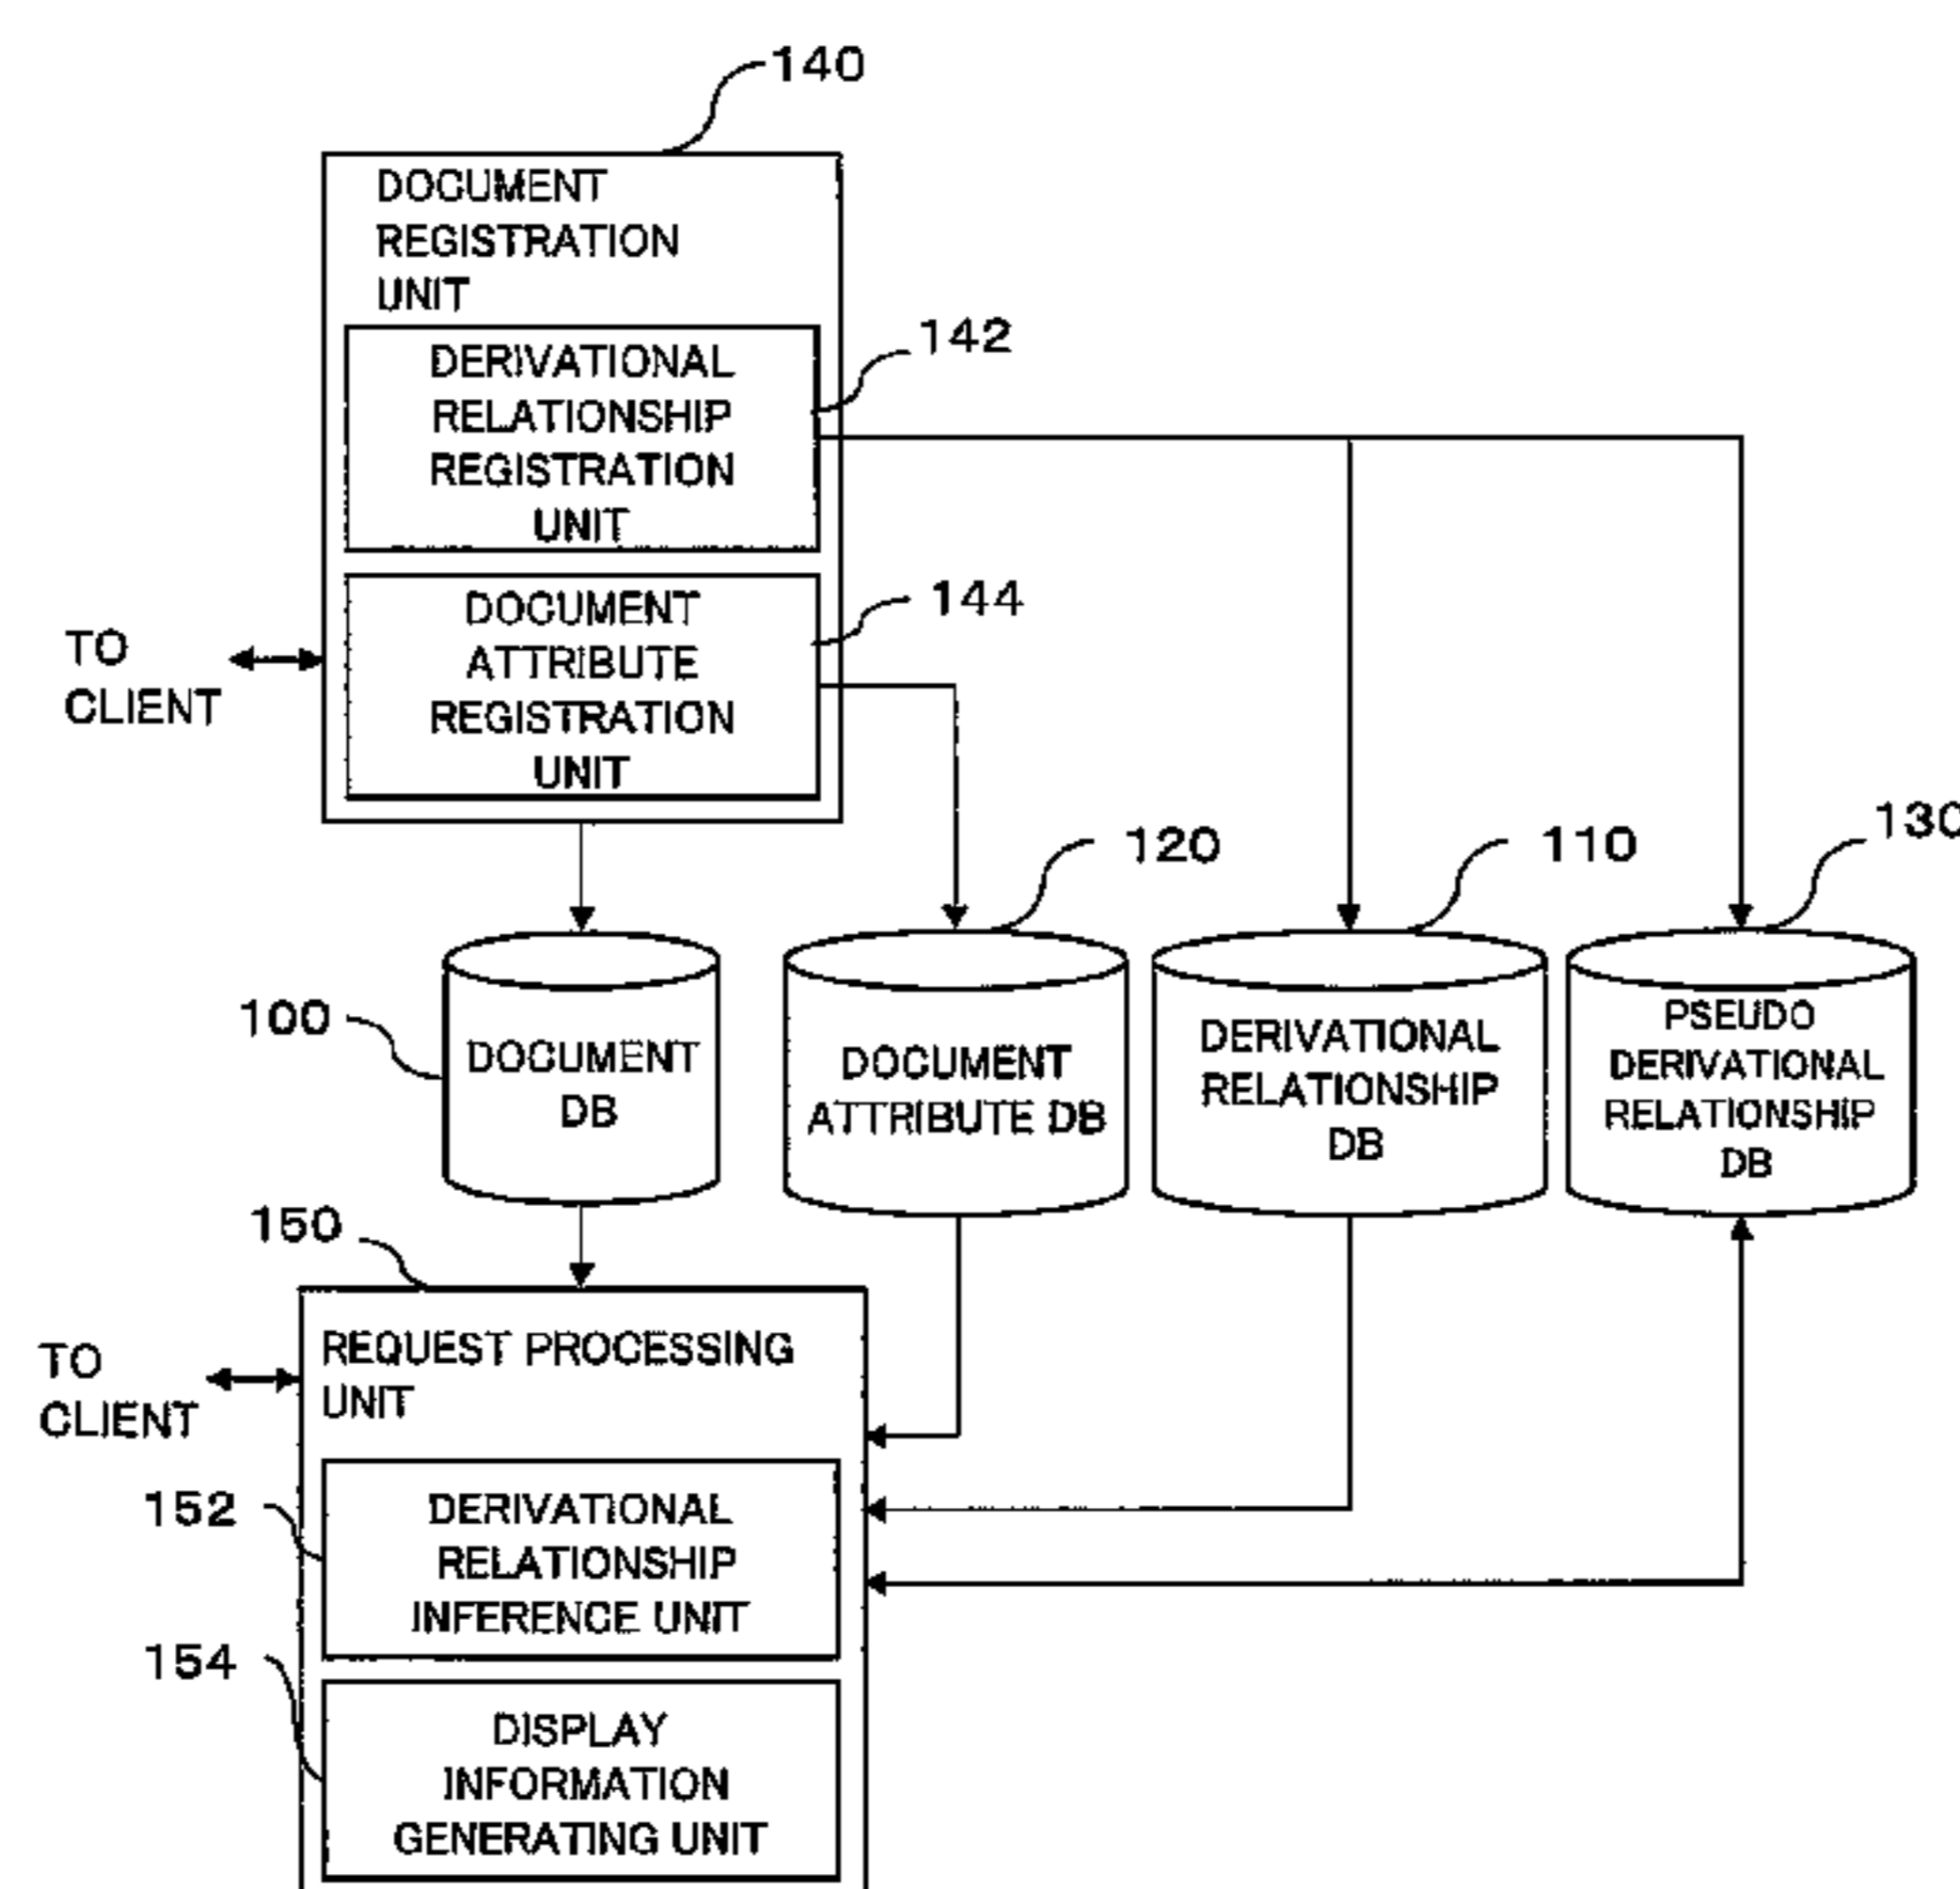 140
DOCUMENT
REGISTRATION
UNIT
142
DERIVATIONAL
RELATIONSHIP
REGISTRATION
UNIT
144
DOCUMENT
ATTRIBUTE
REGISTRATION
UNIT
TO
CLIENT
120
110
130
100
DOCUMENT
DB
DOCUMENT
ATTRIBUTE DB
DERIVATIONAL
RELATIONSHIP
DB
PSEUDO
DERIVATIONAL
RELATIONSHIP
DB
150
REQUEST PROCESSING
UNIT
TO
CLIENT
152
DERIVATIONAL
RELATIONSHIP
INFERENCE UNIT
154
DISPLAY
INFORMATION
GENERATING UNIT